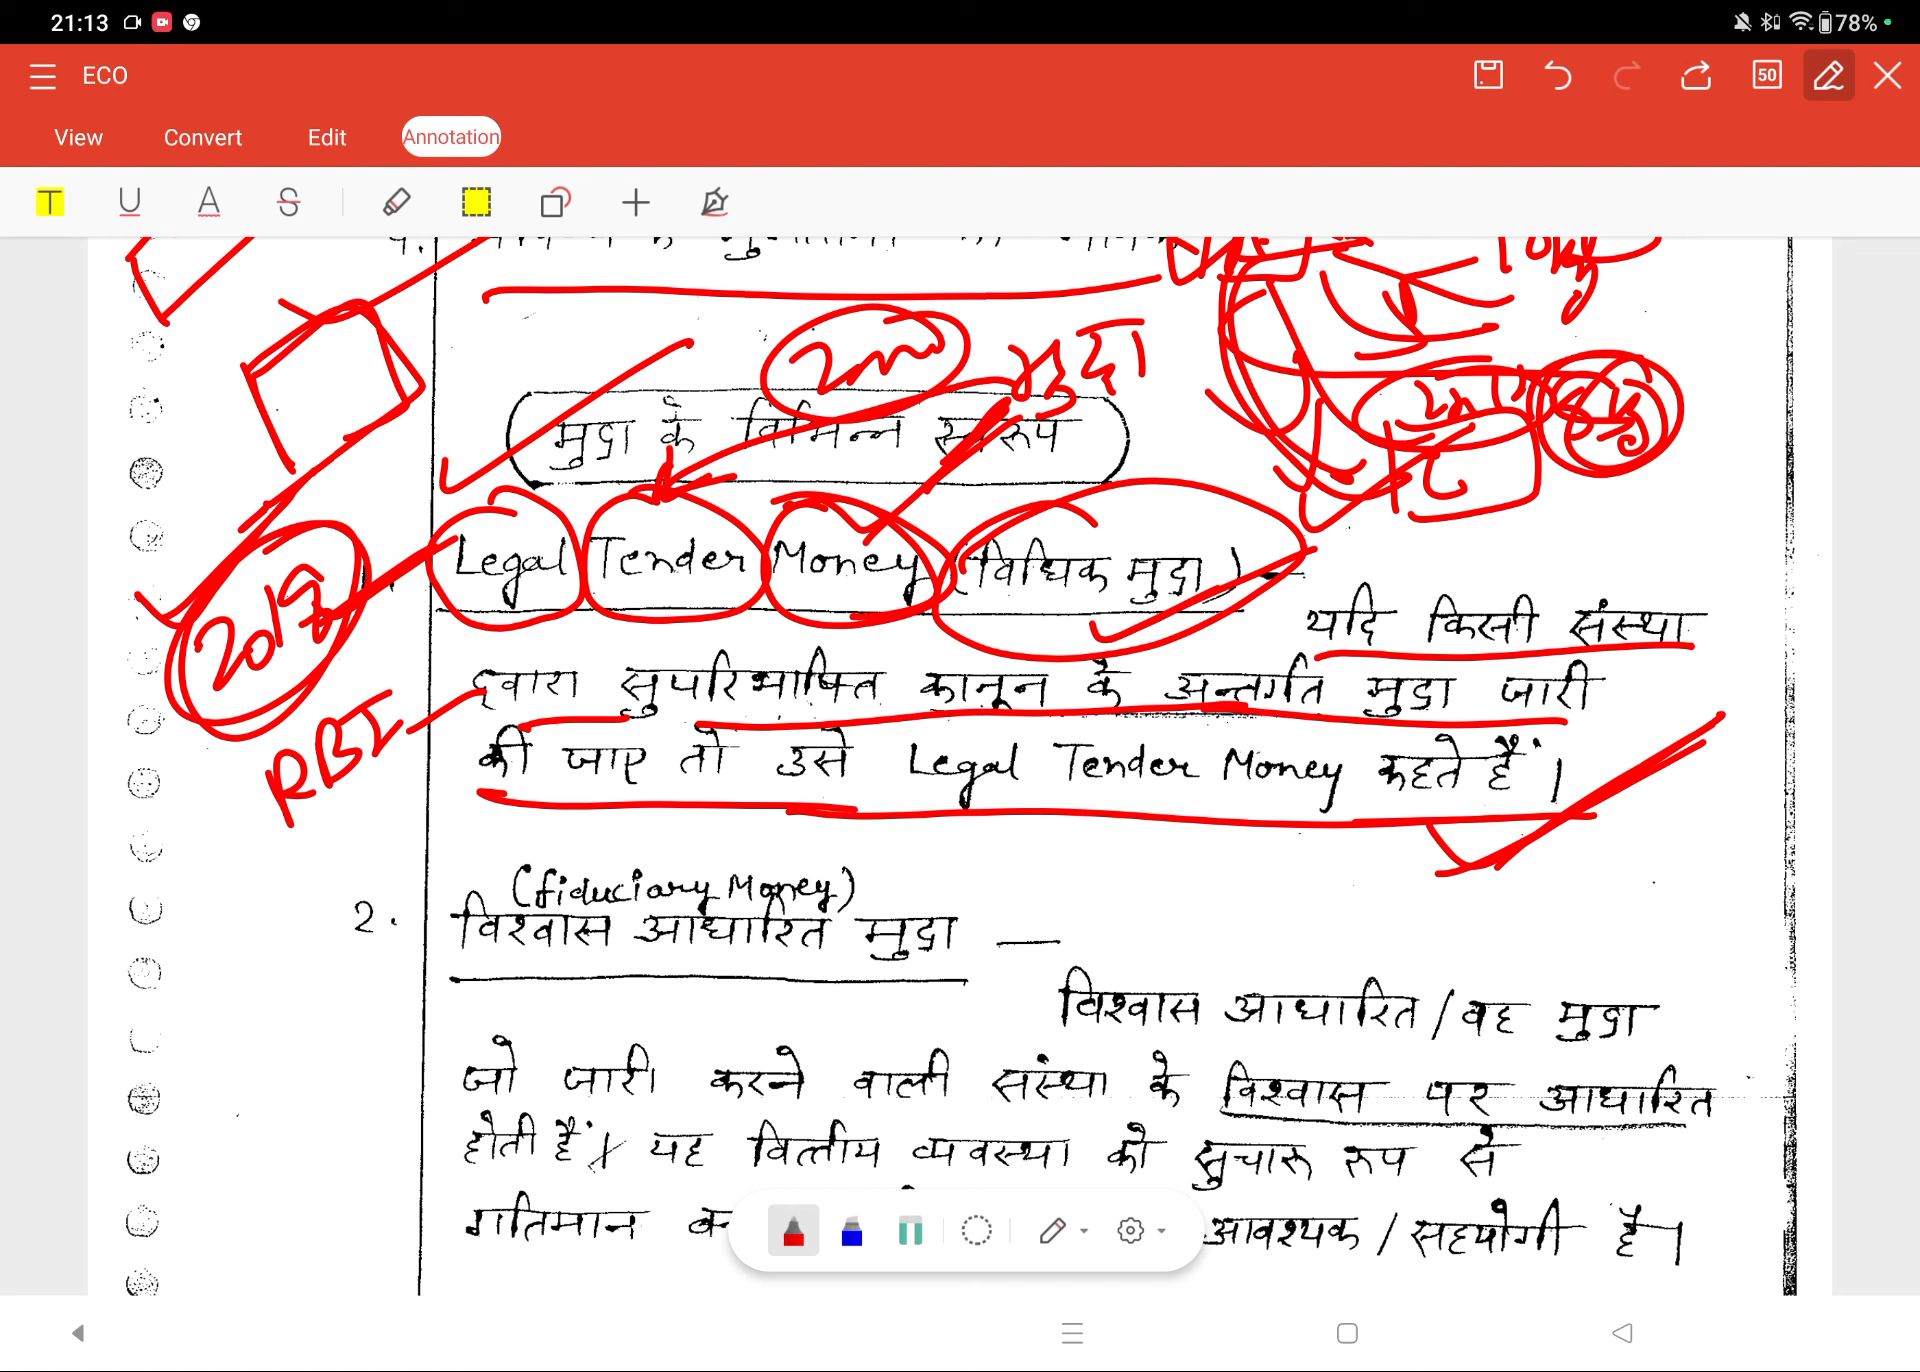 21:13
78%
ECO
50
View Convert Edit Annotation
T U A S
मुद्रा
मुद्रा के विभिन्न स्वरूप
Legal Tender Money (विधिक मुद्रा) -
यदि किसी संस्था
द्वारा सुपरिभाषित कानून के अन्तर्गत मुद्रा जारी
RBI
की जाए तो उसे Legal Tender Money कहते हैं।
(fiduciary Money)
2. विश्वास आधारित मुद्रा —
विश्वास आधारित / वह मुद्रा
जो जारी करने वाली संस्था के विश्वास पर आधारित
होती है। यह वित्तीय व्यवस्था को सुचारू रूप से
गतिमान आवश्यक / सहयोगी है।